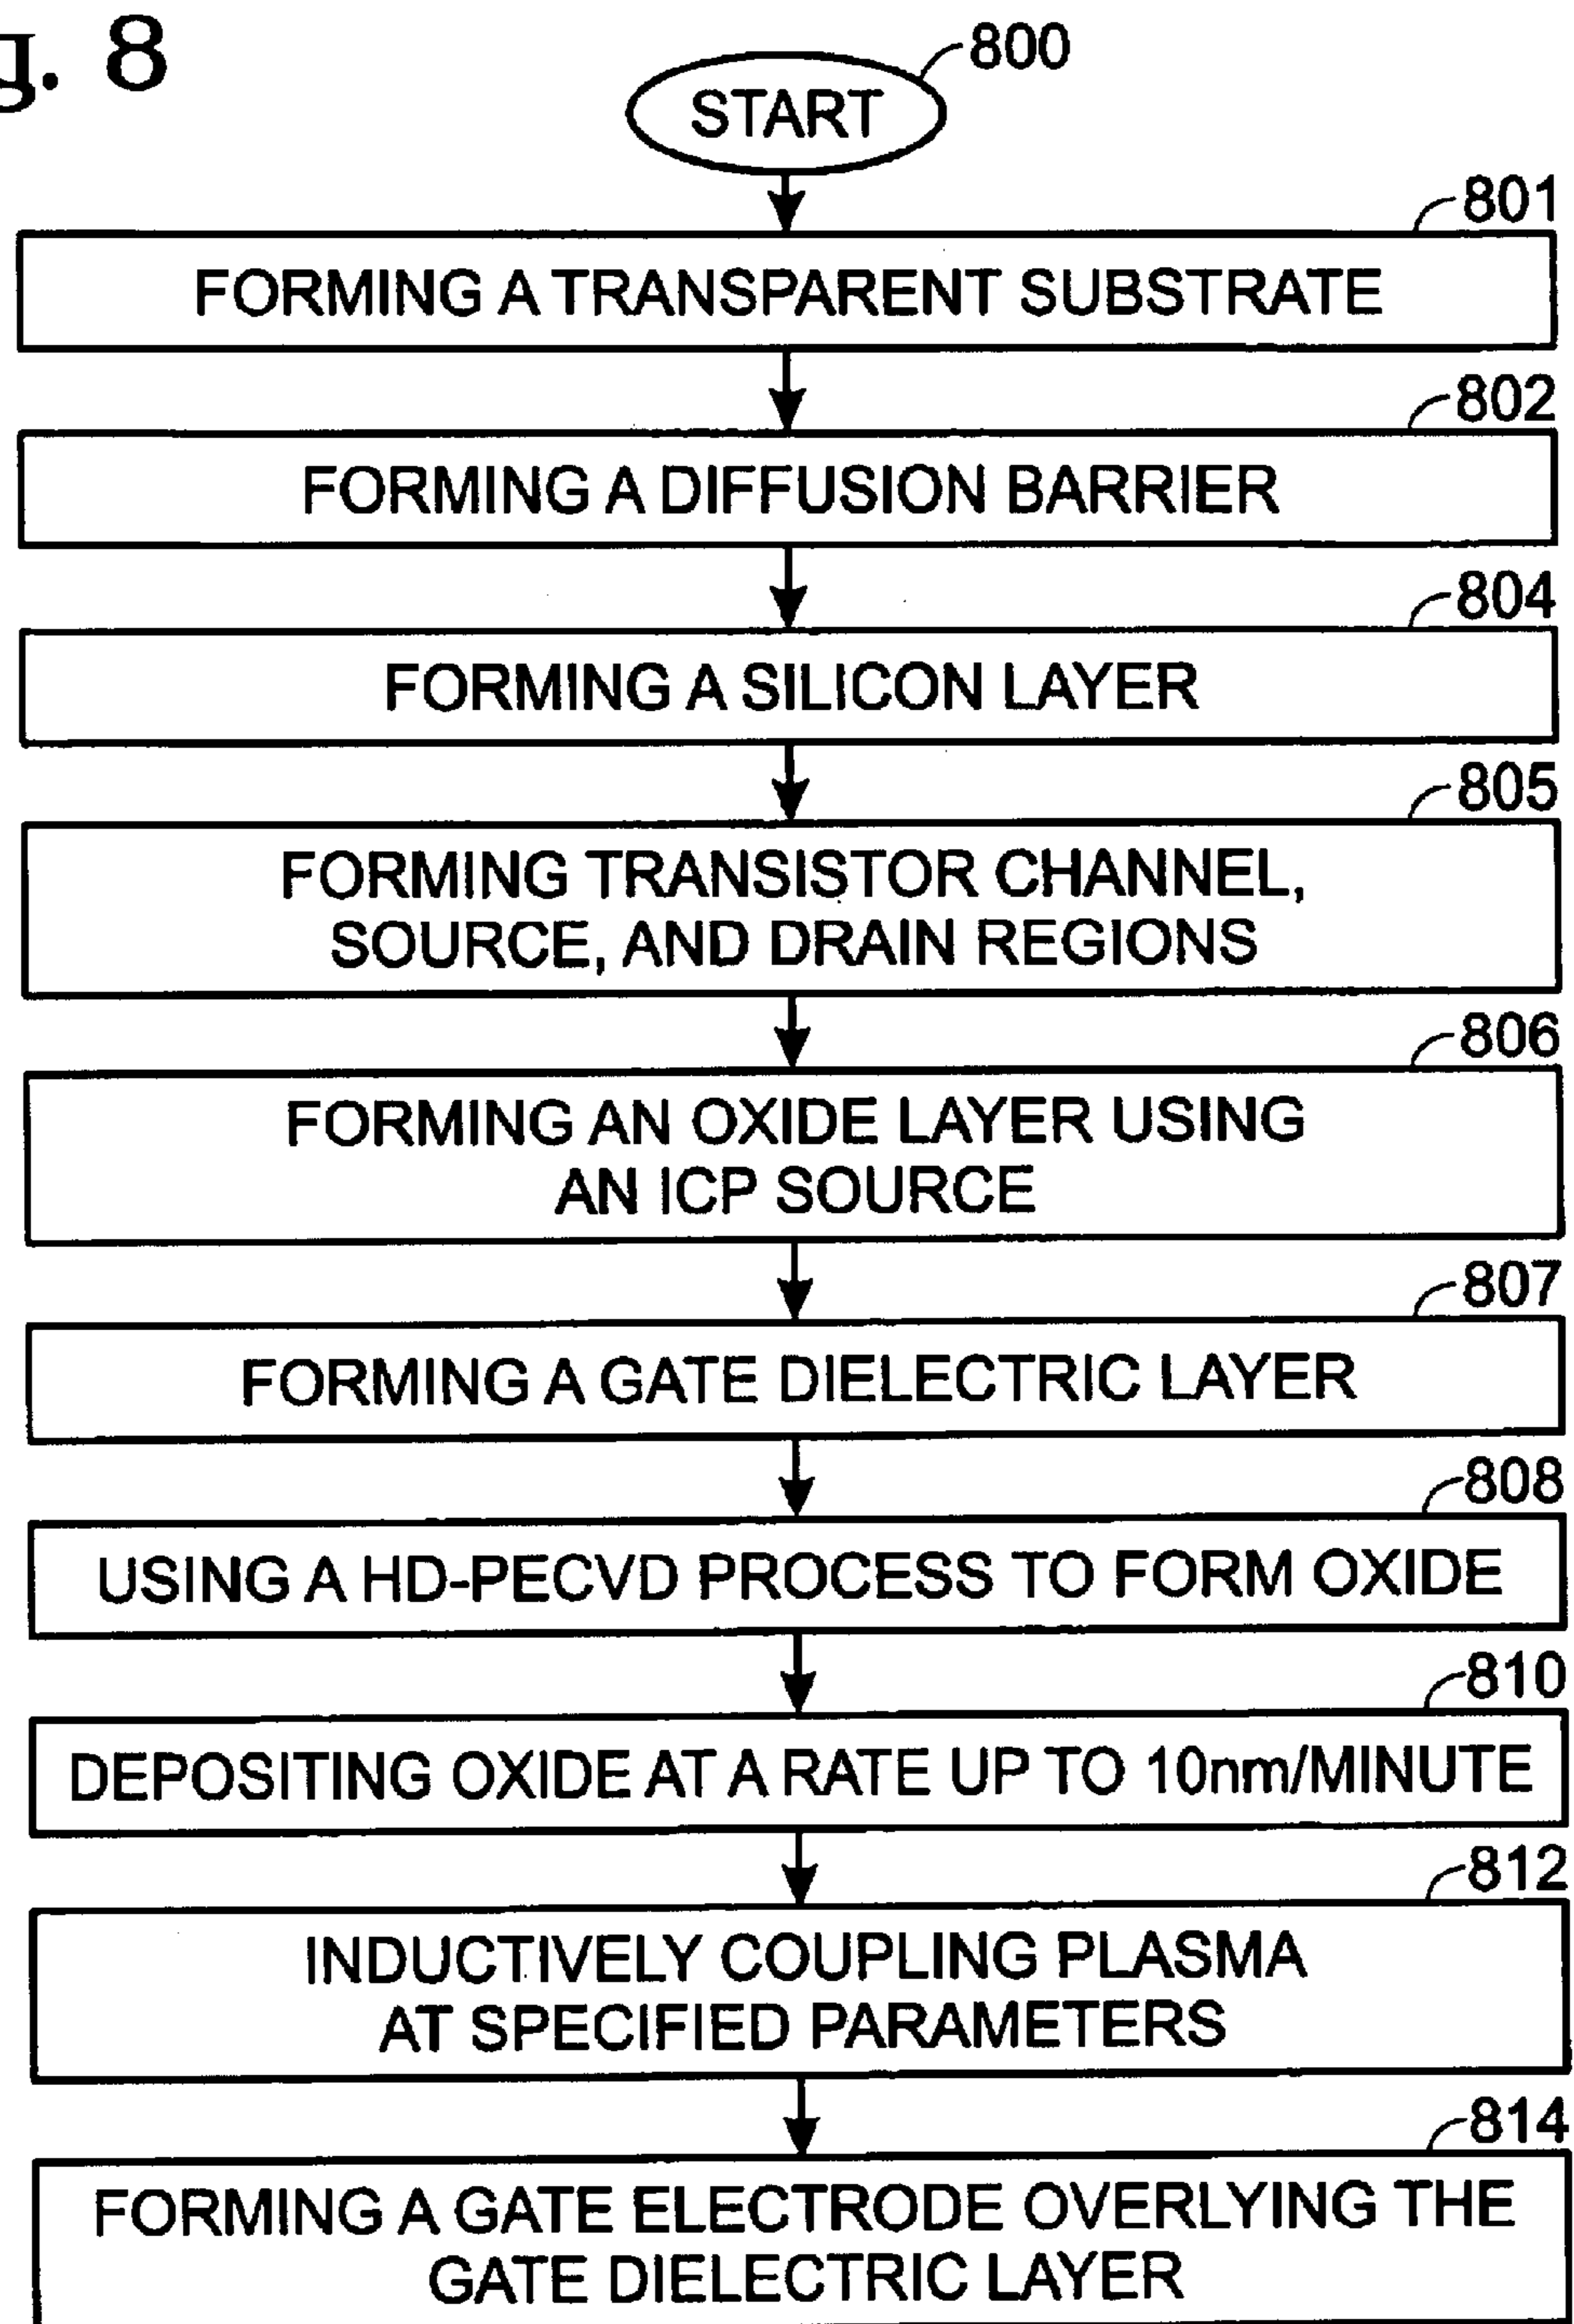 g. 8
800
START
801
FORMING A TRANSPARENT SUBSTRATE
802
FORMING A DIFFUSION BARRIER
804
FORMING A SILICON LAYER
805
FORMING TRANSISTOR CHANNEL,
SOURCE, AND DRAIN REGIONS
806
FORMING AN OXIDE LAYER USING
AN ICP SOURCE
807
FORMING A GATE DIELECTRIC LAYER
808
USING A HD-PECVD PROCESS TO FORM OXIDE
810
DEPOSITING OXIDE AT A RATE UP TO 10nm/MINUTE
812
INDUCTIVELY COUPLING PLASMA
AT SPECIFIED PARAMETERS
814
FORMING A GATE ELECTRODE OVERLYING THE
GATE DIELECTRIC LAYER